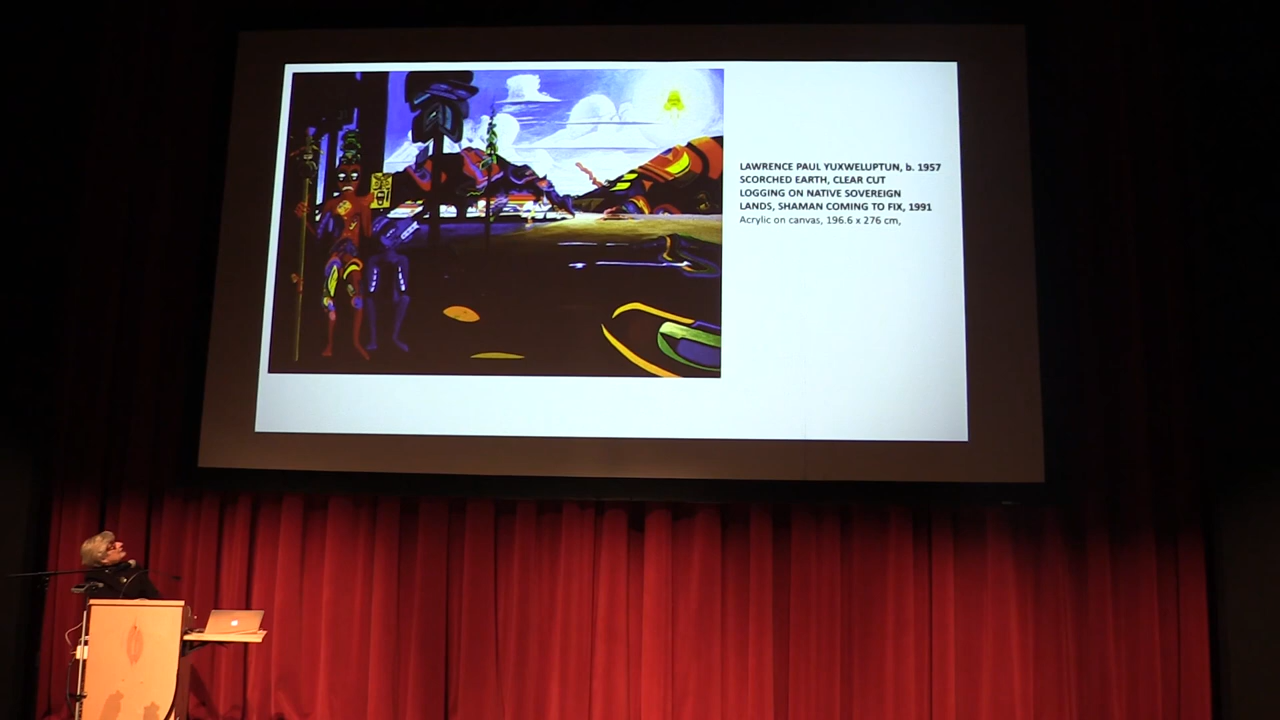 LAWRENCE PAUL YUXWELUPTUN, b. 1957
SCORCHED EARTH, CLEAR CUT
LOGGING ON NATIVE SOVEREIGN
LANDS, SHAMAN COMING TO FIX, 1991
Acrylic on canvas, 196.6 x 276 cm,